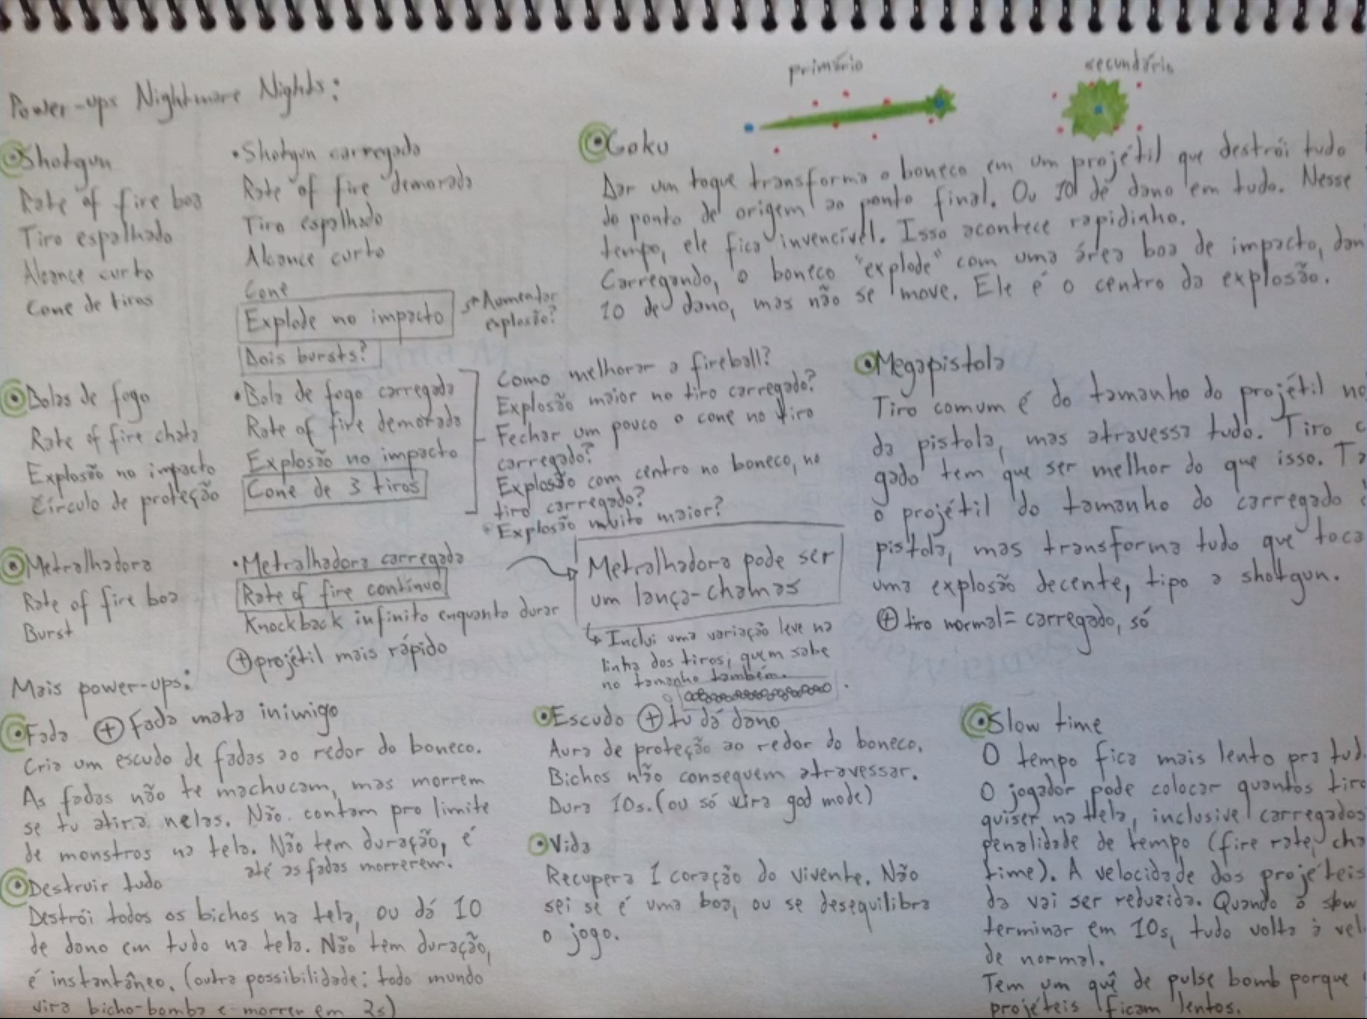 Power-ups Nightmare Nights:
primário
secundário
Shotgun
Rate of fire boa
Tiro espalhado
Alcance curto
Cone de tiros
•Shotgun carregada
Rate of fire demorada
Tiro espalhado
Alcance curto
Cone
Explode no impacto
→Aumentar
explosão?
Dois bursts?
Goku
Dar um toque transforma o boneco em um projétil que destrói tudo
do ponto de origem ao ponto final. Ou 10 de dano em tudo. Nesse
tempo, ele fica invencível. Isso acontece rapidinho.
Carregando, o boneco "explode" com uma área boa de impacto, dan
10 de dano, mas não se move. Ele é o centro da explosão.
Bolas de fogo
Rate of fire chata
Explosão no impacto
Círculo de proteção
•Bola de fogo carregada
Rate of fire demorada
Explosão no impacto
Cone de 3 tiros
Como melhorar a fireball?
Explosão maior no tiro carregado?
Fechar um pouco o cone no tiro
carregado?
Explosão com centro no boneco, no
tiro carregado?
Explosão muito maior?
Megapistola
Tiro comum é do tamanho do projétil no
da pistola, mas atravessa tudo. Tiro c
gado tem que ser melhor do que isso. Ta
o projétil do tamanho do carregado
pistola, mas transforma tudo que toca
uma explosão decente, tipo a shotgun.
+ tiro normal = carregado, só
Metralhadora
Rate of fire boa
Burst
•Metralhadora carregada
Rate of fire contínuo
Knockback infinito enquanto durar
+ projétil mais rápido
Metralhadora pode ser
um lança-chamas
↳ Inclui uma variação leve na
linha dos tiros; quem sabe
no tamanho também.
Mais power-ups:
Fada + Fada mata inimigo
Cria um escudo de fadas ao redor do boneco.
As fadas não te machucam, mas morrem
se tu atira nelas. Não contam pro limite
de monstros na tela. Não tem duração, é
até as fadas morrerem.
Destruir tudo
Destrói todos os bichos na tela, ou dá 10
de dano em tudo na tela. Não tem duração,
é instantâneo. (outra possibilidade: todo mundo
vira bicho-bomba e morrer em 3s)
Escudo + tu dá dano
Aura de proteção ao redor do boneco.
Bichos não conseguem atravessar.
Dura 10s. (ou só vira god mode)
Vida
Recupera 1 coração do vivente. Não
sei se é uma boa, ou se desequilibra
o jogo.
Slow time
O tempo fica mais lento pra tud
O jogador pode colocar quantos tiro
quiser na tela, inclusive carregados
penalidade de tempo (fire rate, cha
time). A velocidade dos projéteis
da vai ser reduzida. Quando o slow
terminar em 10s, tudo volta à vel
de normal.
Tem um quê de pulse bomb porque
projéteis ficam lentos.